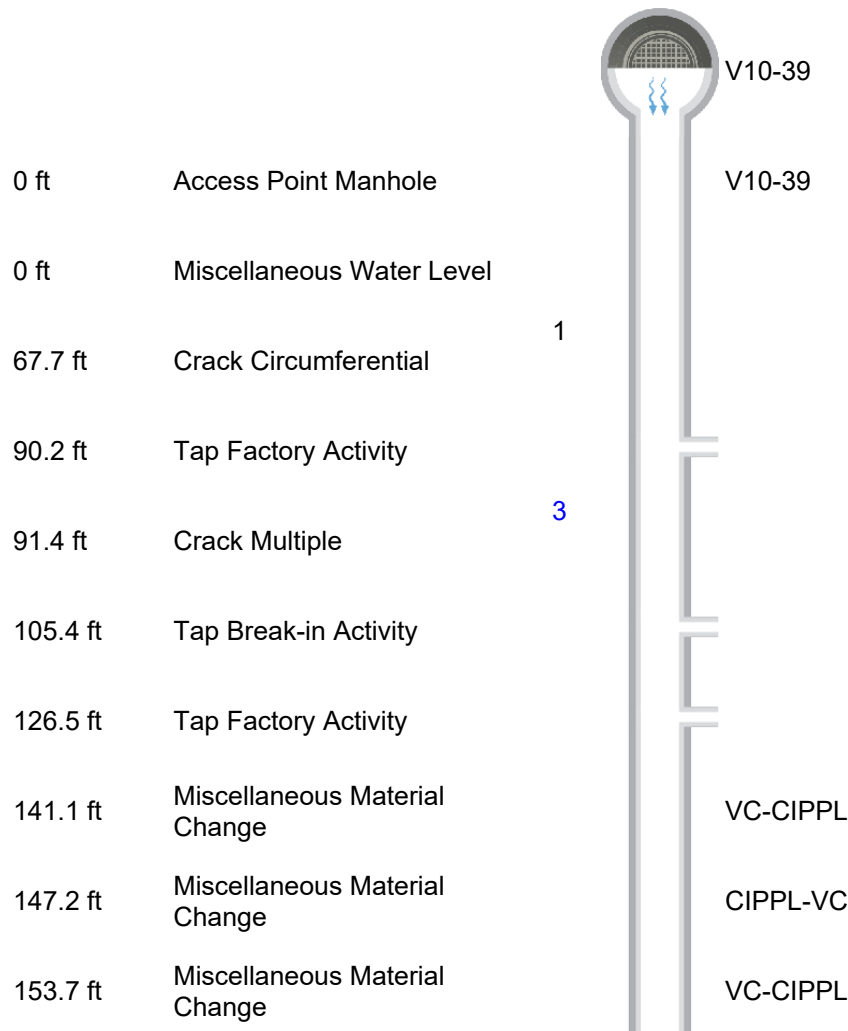 V10-39
0 ft Access Point Manhole V10-39
0 ft Miscellaneous Water Level
1
67.7 ft Crack Circumferential
90.2 ft Tap Factory Activity
3
91.4 ft Crack Multiple
105.4 ft Tap Break-in Activity
126.5 ft Tap Factory Activity
141.1 ft Miscellaneous Material
Change VC-CIPPL
147.2 ft Miscellaneous Material
Change CIPPL-VC
153.7 ft Miscellaneous Material
Change VC-CIPPL